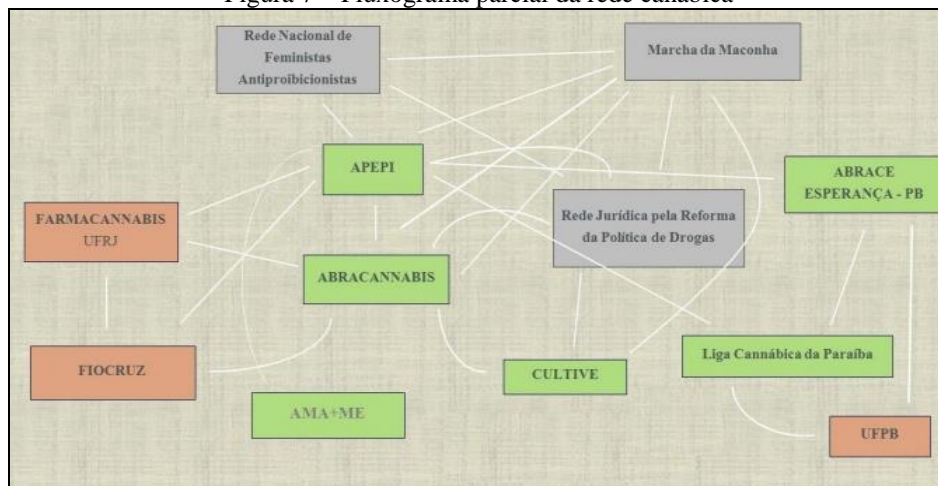 Figura 7 – Fluxograma parcial da rede canábica
Rede Nacional de
Feministas
Antiproibicionistas
Marcha da Maconha
APEPI
ABRACE
ESPERANÇA - PB
FARMACANNABIS
UFRJ
Rede Jurídica pela Reforma
da Política de Drogas
ABRACANNABIS
FIOCRUZ
CULTIVE
Liga Cannábica da Paraíba
AMA+ME
UFPB